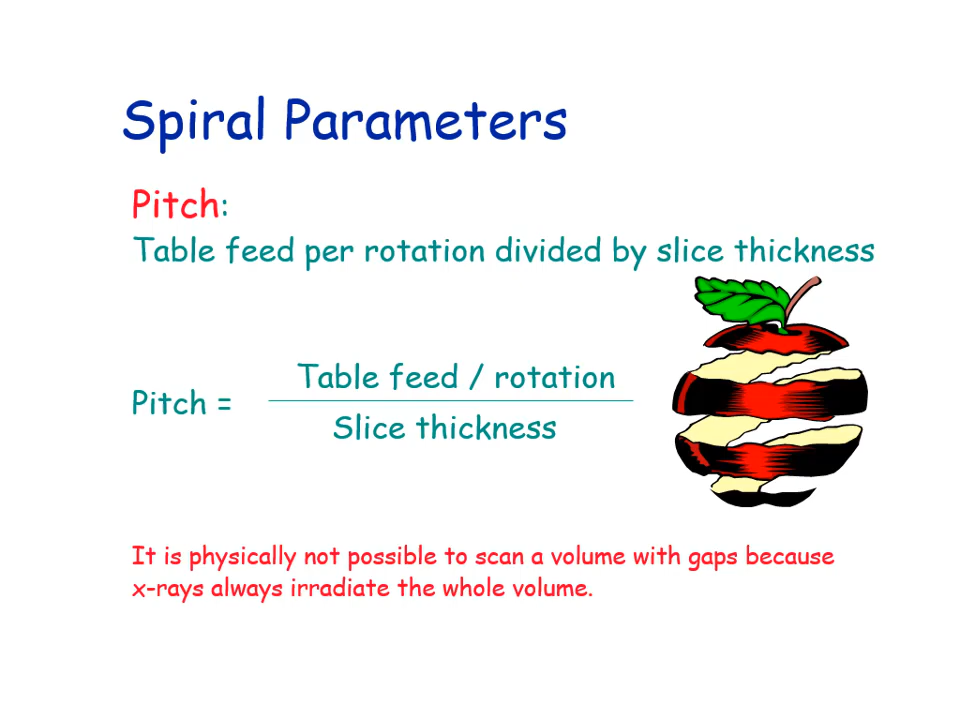 Spiral Parameters
Pitch:
Table feed per rotation divided by slice thickness
Table feed / rotation
Pitch =
Slice thickness
It is physically not possible to scan a volume with gaps because
x-rays always irradiate the whole volume.